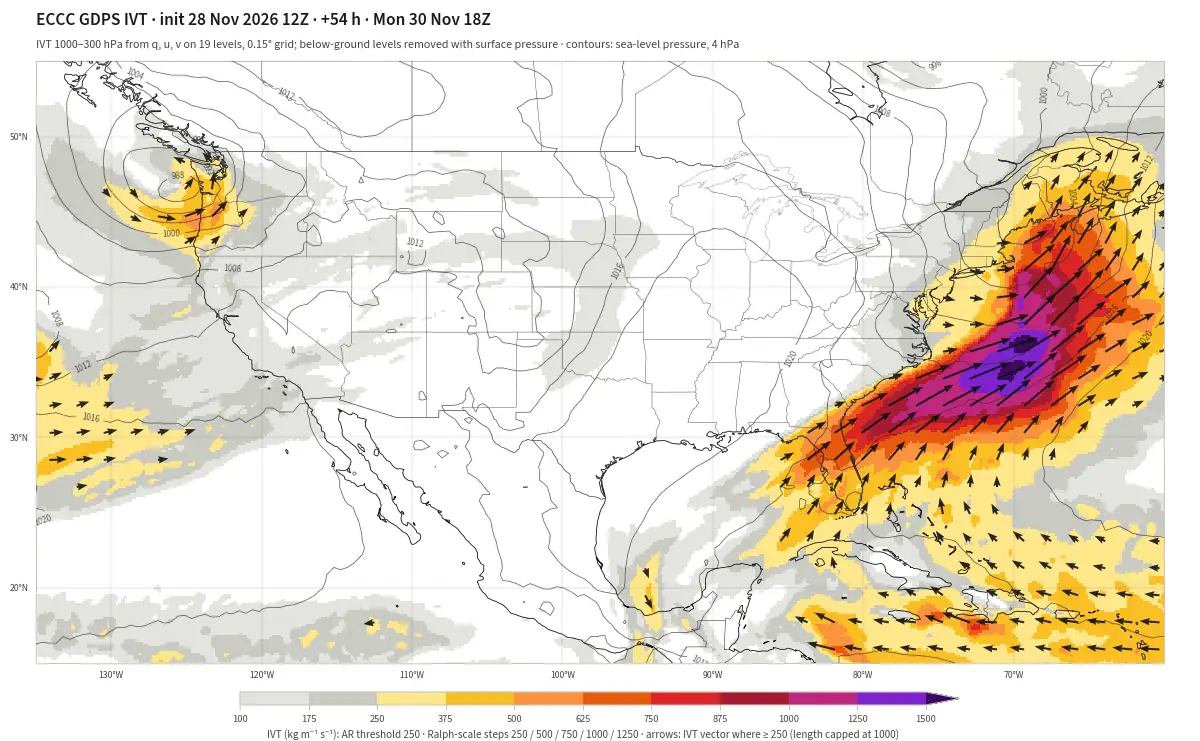 ECCC GDPS IVT · init 28 Nov 2026 12Z · +54 h · Mon 30 Nov 18Z
IVT 1000–300 hPa from q, u, v on 19 levels, 0.15° grid; below-ground levels removed with surface pressure · contours: sea-level pressure, 4 hPa
1004
1012
996
1008
1000
50°N
988
1012
1000
1000
1012
1008
1016
40°N
1008
1012
1020
1020
1016
30°N
1020
20°N
130°W 120°W 110°W 100°W 90°W 80°W 70°W
100 175 250 375 500 625 750 875 1000 1250 1500
IVT (kg m⁻¹ s⁻¹): AR threshold 250 · Ralph-scale steps 250 / 500 / 750 / 1000 / 1250 · arrows: IVT vector where ≥ 250 (length capped at 1000)